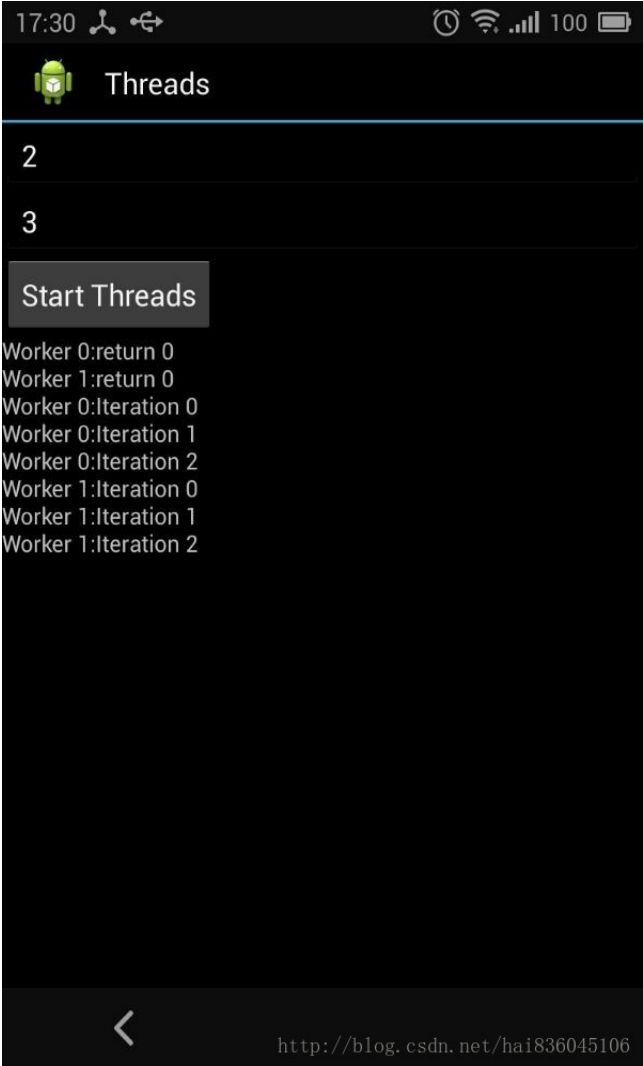 17:30 100
Threads
2
3
Start Threads
Worker 0:return 0
Worker 1:return 0
Worker 0:Iteration 0
Worker 0:Iteration 1
Worker 0:Iteration 2
Worker 1:Iteration 0
Worker 1:Iteration 1
Worker 1:Iteration 2
http://blog.csdn.net/hai836045106